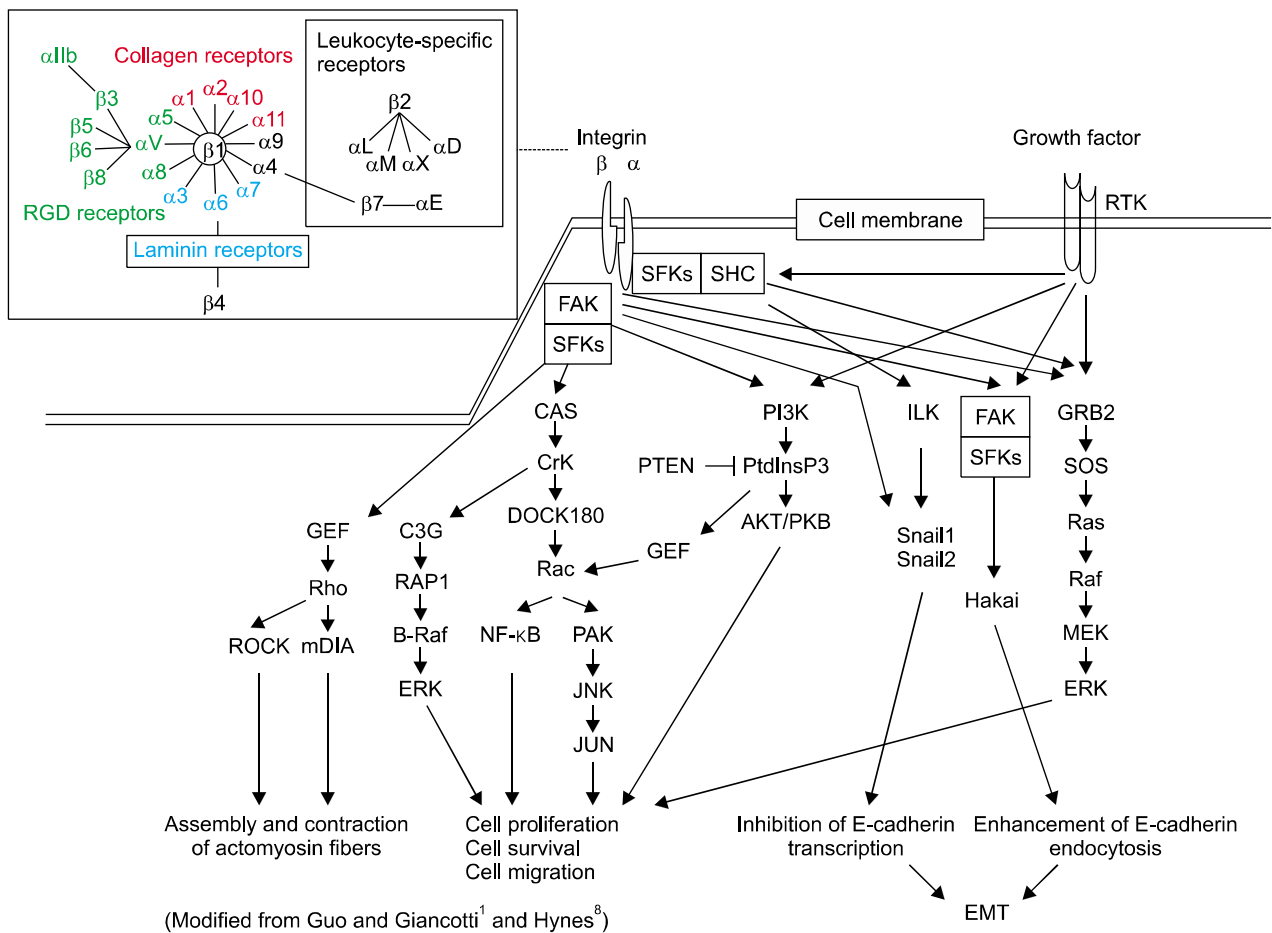 Leukocyte-specific
receptors
αIIb
Collagen receptors
β3
α1
α2
α10
α11
α5
β5
β6
β8
αV
β1
α9
α4
α8
α3
α6
α7
RGD receptors
Laminin receptors
β4
β2
αL
αM
αX
αD
β7
αE
Integrin
β α
Growth factor
RTK
Cell membrane
SFKs
SHC
FAK
SFKs
CAS
PI3K
ILK
FAK
SFKs
GRB2
CrK
PTEN
PtdInsP3
SOS
GEF
C3G
DOCK180
AKT/PKB
Snail1
Snail2
Ras
GEF
Rho
RAP1
Rac
Hakai
Raf
ROCK
mDIA
B-Raf
NF-κB
PAK
MEK
ERK
JNK
ERK
JUN
Assembly and contraction
of actomyosin fibers
Cell proliferation
Cell survival
Cell migration
Inhibition of E-cadherin
transcription
Enhancement of E-cadherin
endocytosis
EMT
(Modified from Guo and Giancotti¹ and Hynes⁸)